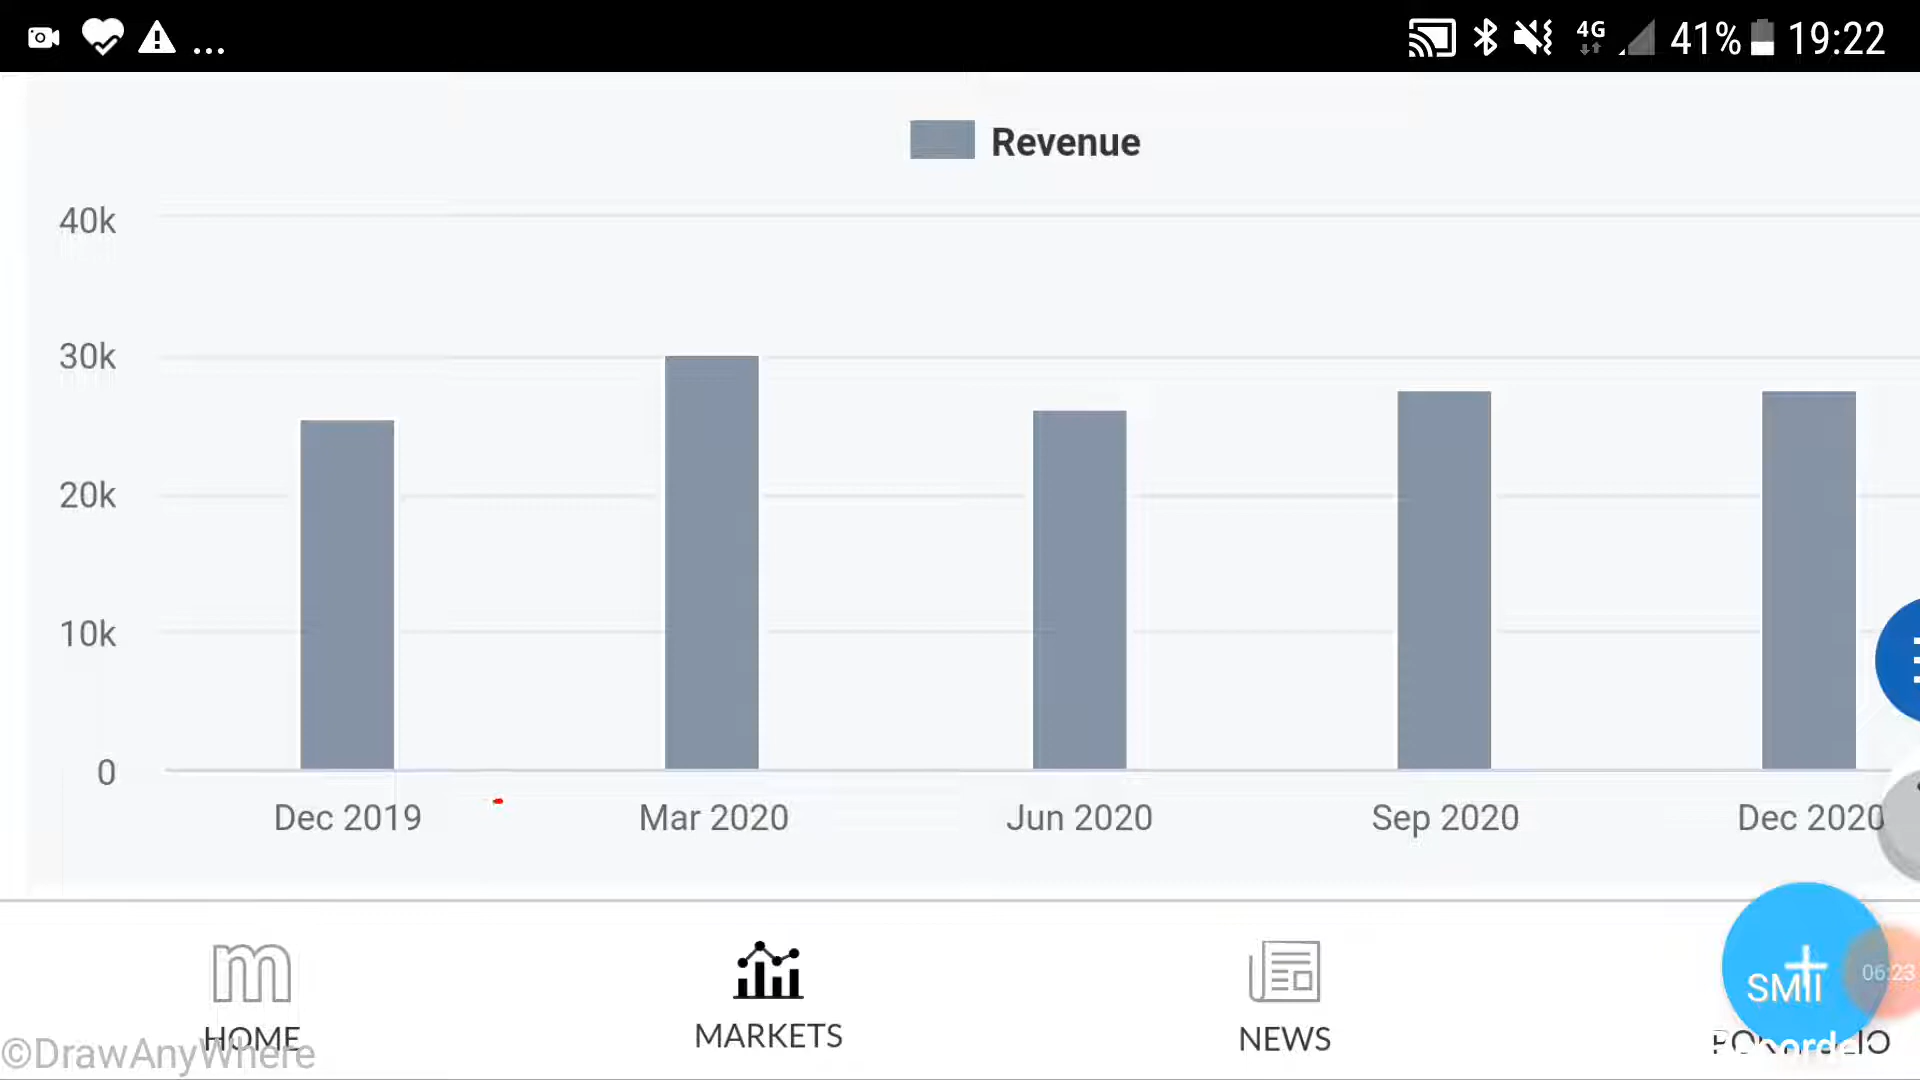 ... 4G 41% 19:22
Revenue
40k
30k
20k
10k
0
Dec 2019 Mar 2020 Jun 2020 Sep 2020 Dec 2020
m
SMII 06:23
HOME MARKETS NEWS
©DrawAnyWhere